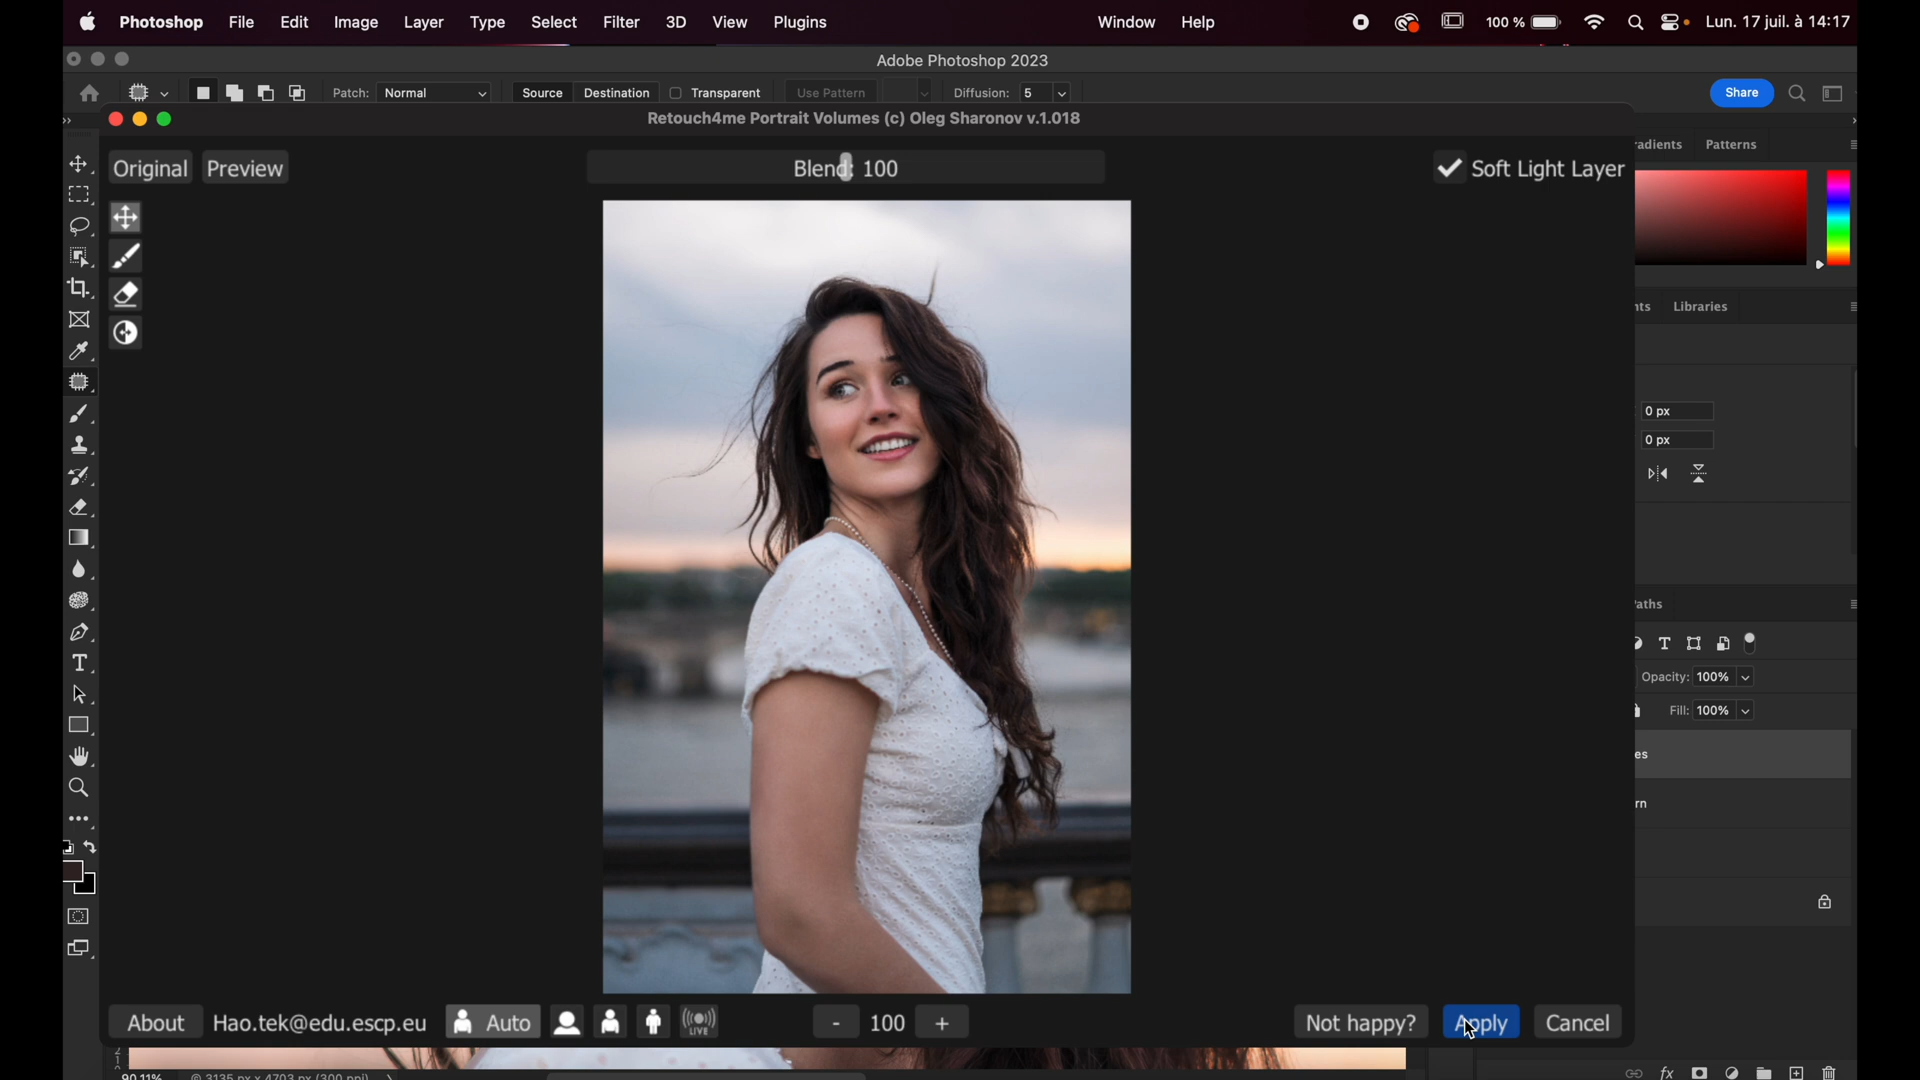 Photoshop File Edit Image Layer Type Select Filter 3D View Plugins Window Help 100 % Lun. 17 juil. à 14:17
Adobe Photoshop 2023
Patch: Normal Source Destination Transparent Use Pattern Diffusion: 5 Share
Retouch4me Portrait Volumes (c) Oleg Sharonov v.1.018
adients Patterns
Original Preview Blend: 100 Soft Light Layer
nts Libraries
0 px
0 px
aths
Opacity: 100%
Fill: 100%
es
rn
About Hao.tek@edu.escp.eu Auto LIVE - 100 + Not happy? Apply Cancel
90,11% @ 3135 px x 4703 px (300 ppi)